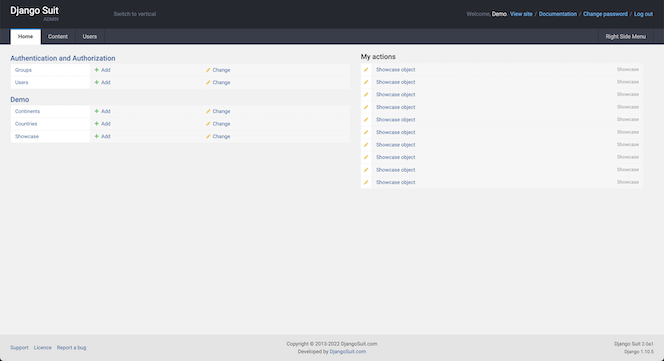 Django Suit
ADMIN
Switch to vertical
Welcome, Demo. View site / Documentation / Change password / Log out
Home Content Users Right Side Menu
Authentication and Authorization
Groups Add Change
Users Add Change
Demo
Continents Add Change
Countries Add Change
Showcase Add Change
My actions
Showcase object Showcase
Showcase object Showcase
Showcase object Showcase
Showcase object Showcase
Showcase object Showcase
Showcase object Showcase
Showcase object Showcase
Showcase object Showcase
Showcase object Showcase
Showcase object Showcase
Support Licence Report a bug
Copyright © 2013-2022 DjangoSuit.com
Developed by DjangoSuit.com
Django Suit 2.0a1
Django 1.10.5